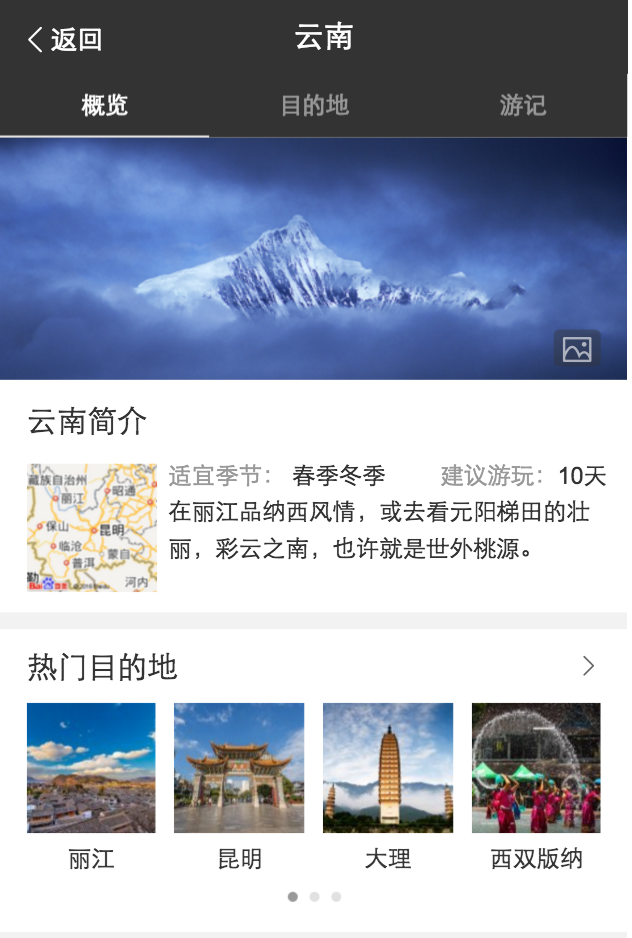 返回
云南
概览
目的地
游记
云南简介
适宜季节： 春季冬季 建议游玩：10天
在丽江品纳西风情，或去看元阳梯田的壮
丽，彩云之南，也许就是世外桃源。
藏族自治州
丽江
昭通
保山
昆明
临沧
蒙自
普洱
勒
河内
热门目的地
丽江
昆明
大理
西双版纳